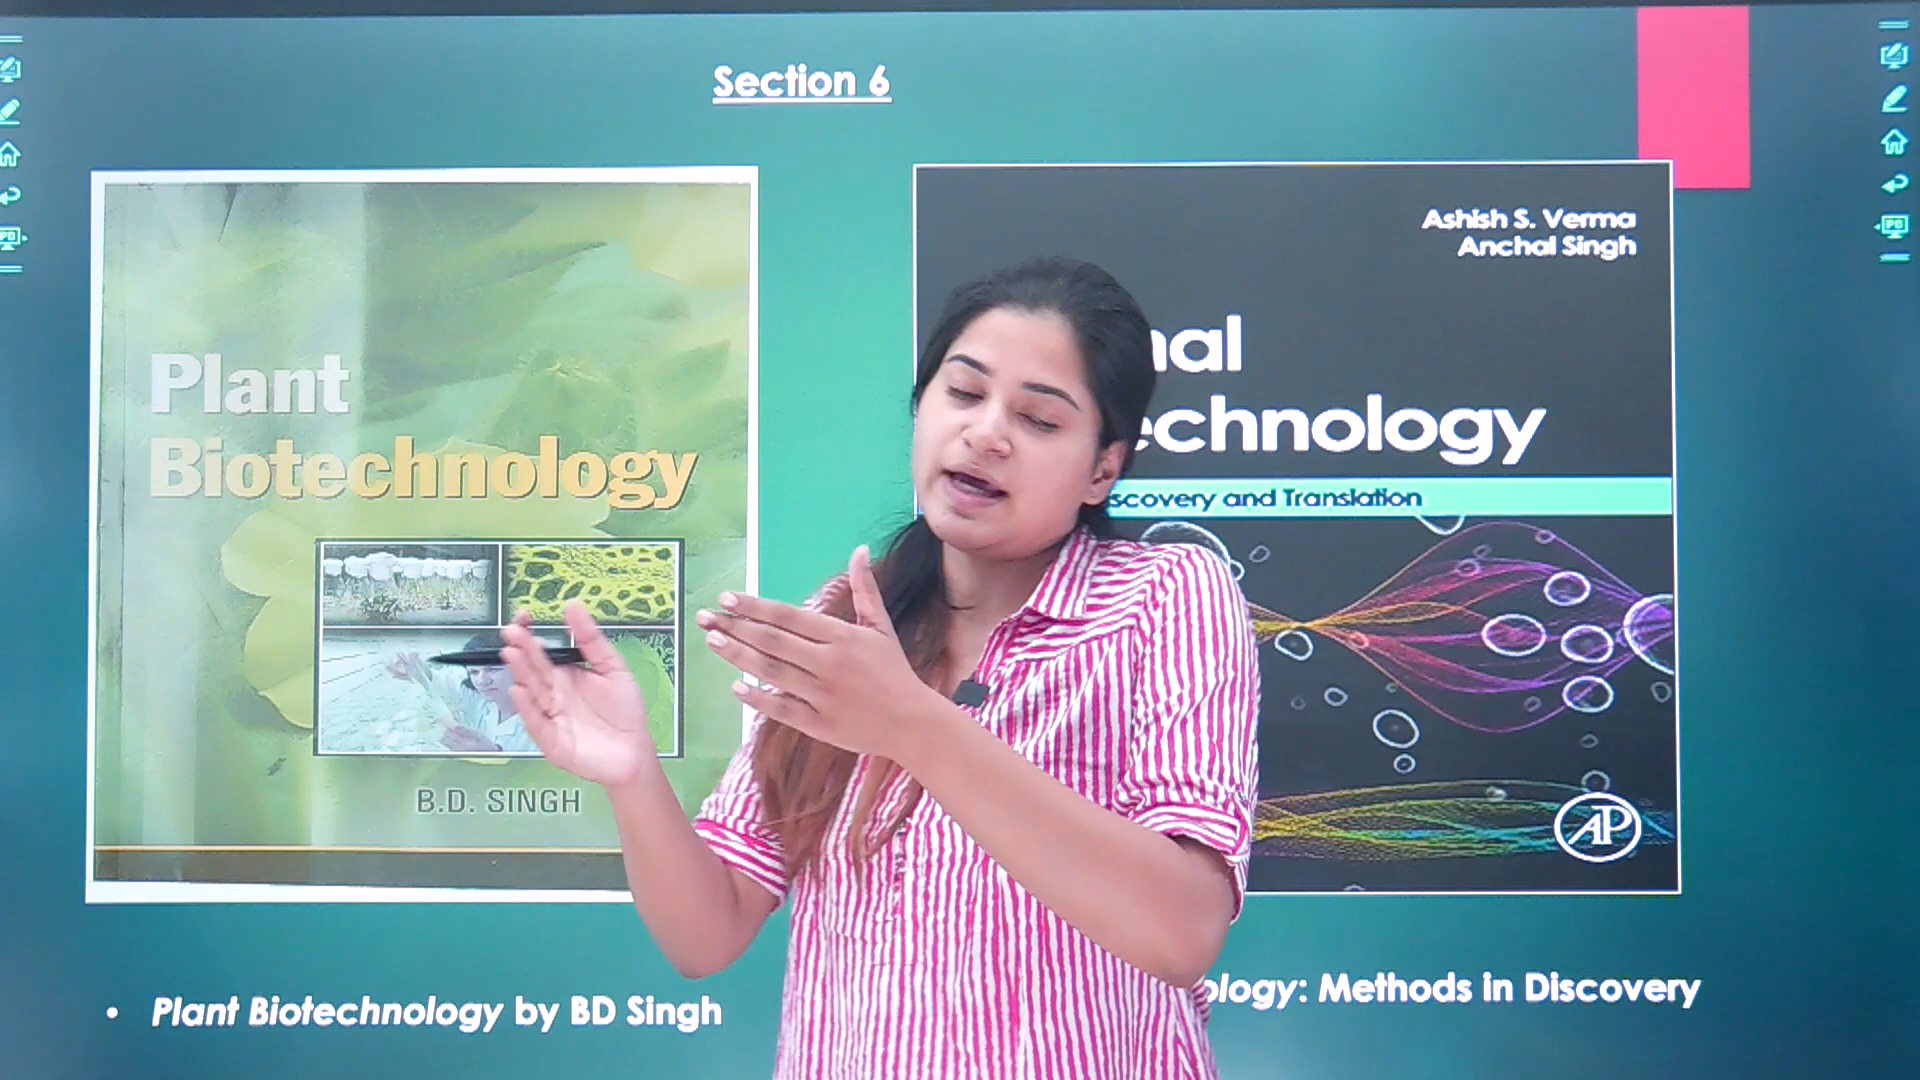 Section 6
Plant
Biotechnology
B.D. SINGH
Ashish S. Verma
Anchal Singh
nal
echnology
scovery and Translation
AP
• Plant Biotechnology by BD Singh
ology: Methods in Discovery